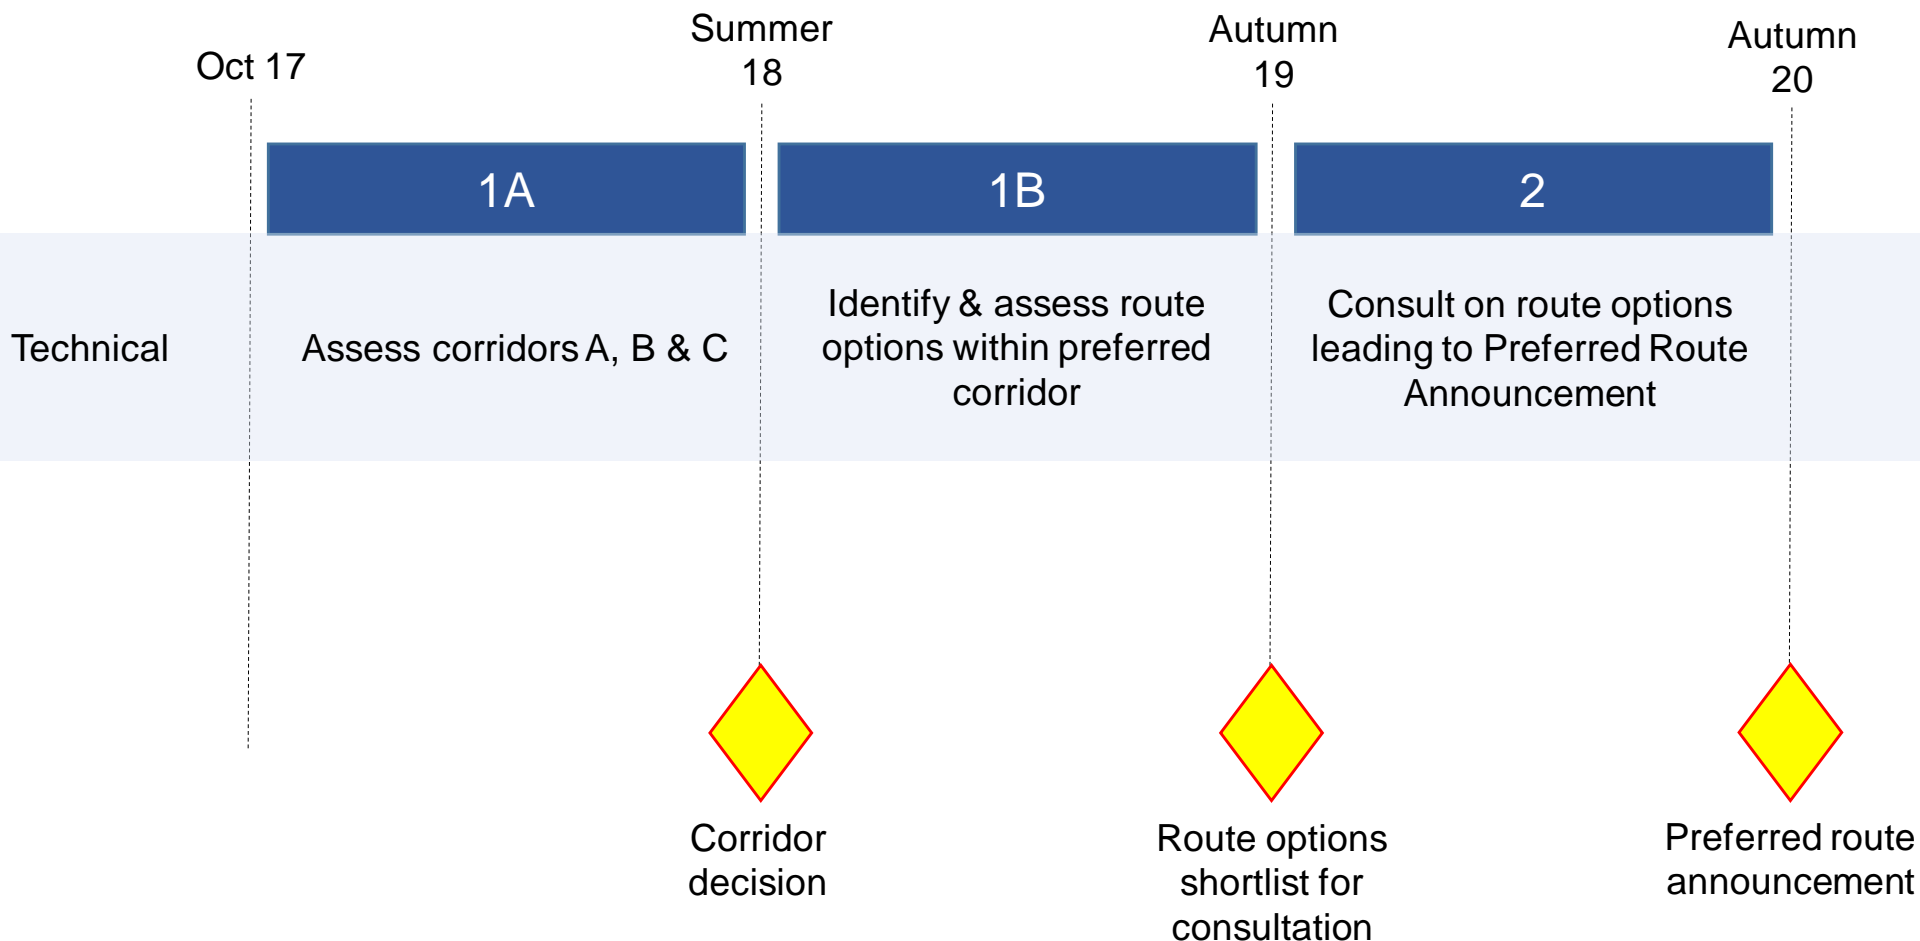 Oct 17
Summer
18
Autumn
19
Autumn
20
1A
1B
2
Technical
Assess corridors A, B & C
Identify & assess route
options within preferred
corridor
Consult on route options
leading to Preferred Route
Announcement
Corridor
decision
Route options
shortlist for
consultation
Preferred route
announcement